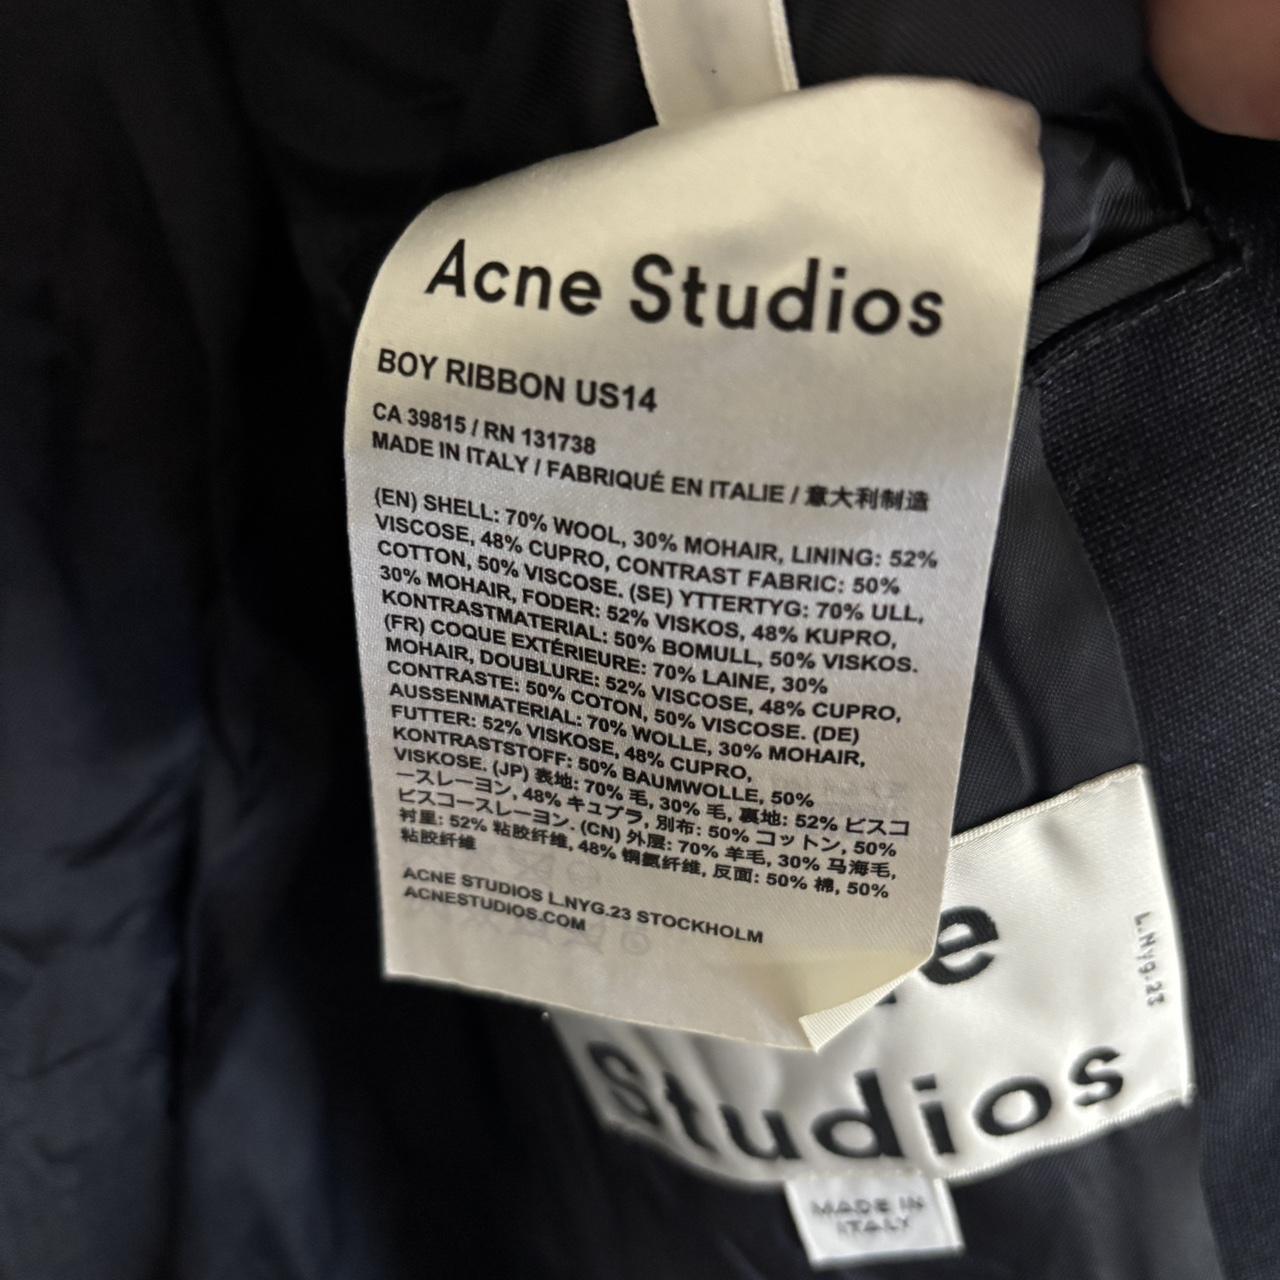 Acne Studios
BOY RIBBON US14
CA 39815 / RN 131738
MADE IN ITALY / FABRIQUÉ EN ITALIE / 意大利制造
(EN) SHELL: 70% WOOL, 30% MOHAIR, LINING: 52%
VISCOSE, 48% CUPRO, CONTRAST FABRIC: 50%
COTTON, 50% VISCOSE. (SE) YTTERTYG: 70% ULL,
30% MOHAIR, FODER: 52% VISKOS, 48% KUPRO,
KONTRASTMATERIAL: 50% BOMULL, 50% VISKOS.
(FR) COQUE EXTÉRIEURE: 70% LAINE, 30%
MOHAIR, DOUBLURE: 52% VISCOSE, 48% CUPRO,
CONTRASTE: 50% COTON, 50% VISCOSE. (DE)
AUSSENMATERIAL: 70% WOLLE, 30% MOHAIR,
FUTTER: 52% VISKOSE, 48% CUPRO,
KONTRASTSTOFF: 50% BAUMWOLLE, 50%
VISKOSE. (JP) 表地: 70% 毛, 30% 毛, 裏地: 52% ビスコ
ースレーヨン, 48% キュプラ, 別布: 50% コットン, 50%
ビスコースレーヨン. (CN) 外层: 70% 羊毛, 30% 马海毛,
衬里: 52% 粘胶纤维, 48% 铜氨纤维, 反面: 50% 棉, 50%
粘胶纤维
ACNE STUDIOS L.NYG.23 STOCKHOLM
ACNESTUDIOS.COM
e
Studios
L.Nyg.23
MADE IN
ITALY